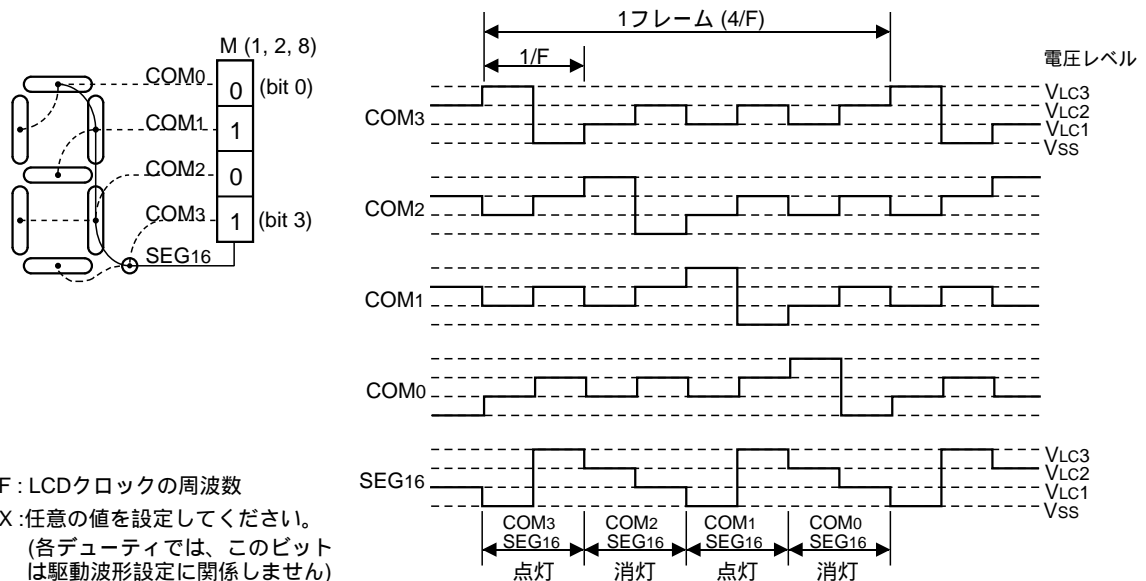 M (1, 2, 8)
COM0 0 (bit 0)
COM1 1
COM2 0
COM3 1 (bit 3)
SEG16
F : LCDクロックの周波数
X :任意の値を設定してください。
(各デューティでは、このビット
は駆動波形設定に関係しません)
1フレーム (4/F)
1/F
電圧レベル
COM3
VLC3
VLC2
VLC1
VSS
COM2
COM1
COM0
SEG16
VLC3
VLC2
VLC1
VSS
COM3 COM2 COM1 COM0
SEG16 SEG16 SEG16 SEG16
点灯 消灯 点灯 消灯